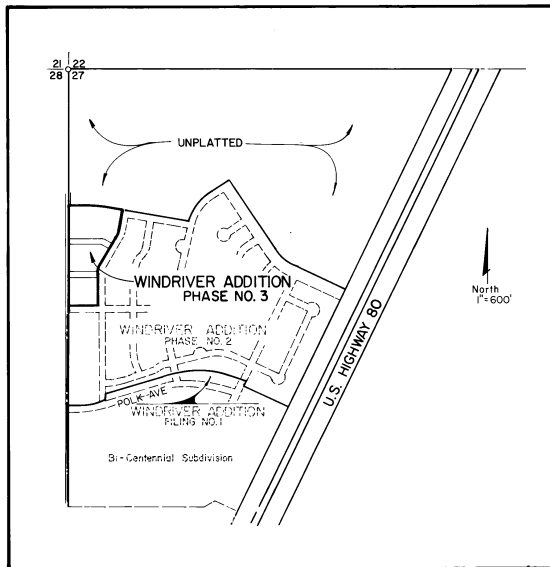 21 22
28 27
UNPLATTED
WINDRIVER ADDITION
PHASE NO. 3
North
1"=600'
WINDRIVER ADDITION
PHASE NO. 2
U.S. HIGHWAY 80
POLK AVE
WINDRIVER ADDITION
FILING NO. 1
Bi-Centennial Subdivision